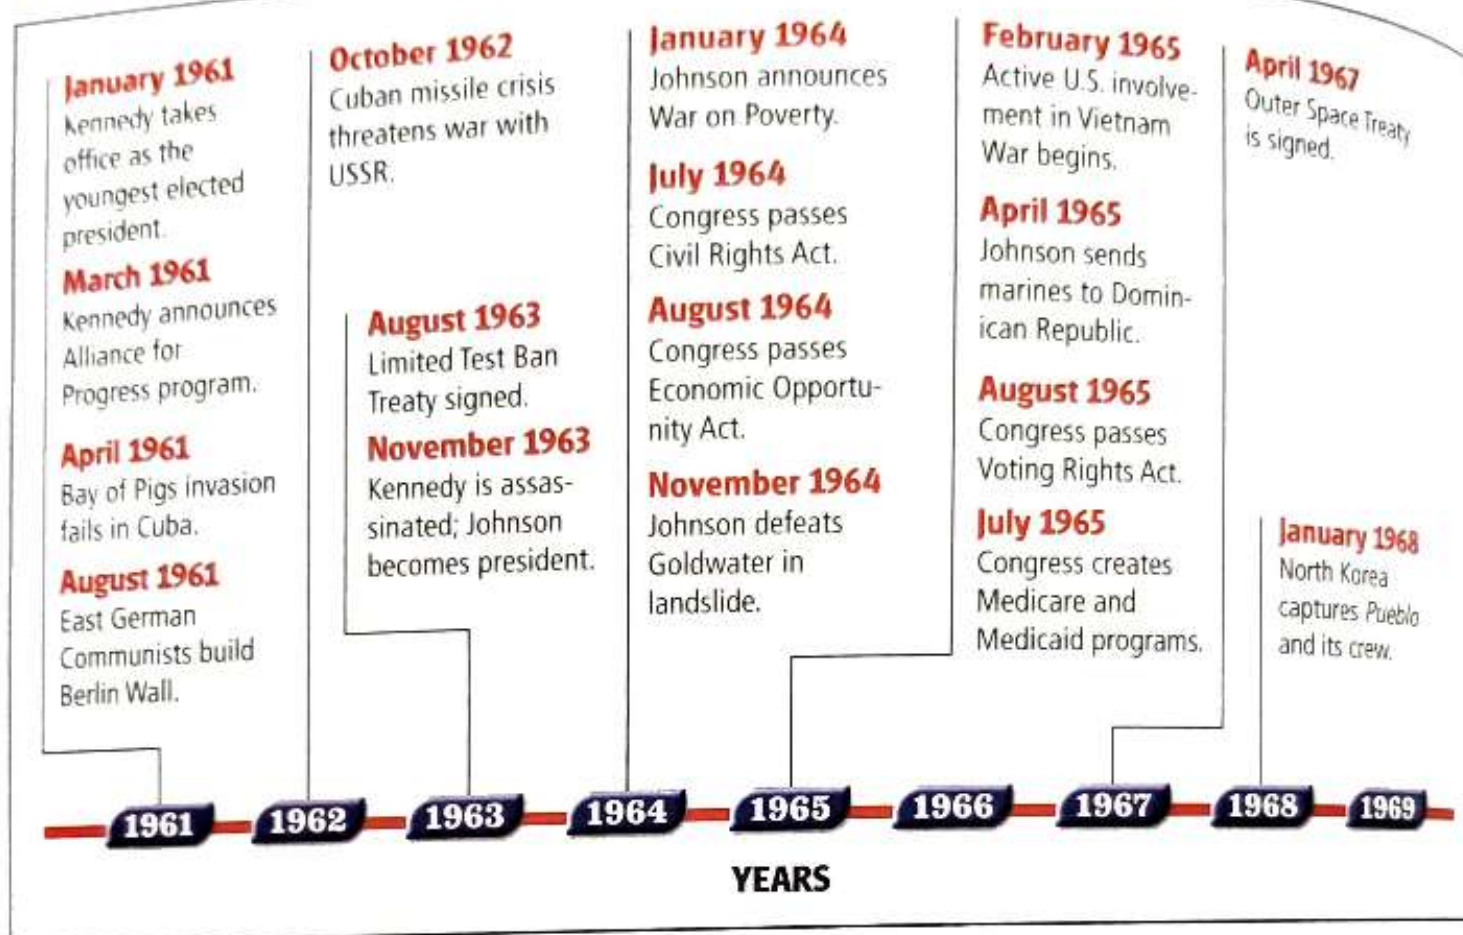 January 1961
Kennedy takes
office as the
youngest elected
president.
March 1961
Kennedy announces
Alliance for
Progress program.
April 1961
Bay of Pigs invasion
fails in Cuba.
August 1961
East German
Communists build
Berlin Wall.
October 1962
Cuban missile crisis
threatens war with
USSR.
August 1963
Limited Test Ban
Treaty signed.
November 1963
Kennedy is assas-
sinated; Johnson
becomes president.
January 1964
Johnson announces
War on Poverty.
July 1964
Congress passes
Civil Rights Act.
August 1964
Congress passes
Economic Opportu-
nity Act.
November 1964
Johnson defeats
Goldwater in
landslide.
February 1965
Active U.S. involve-
ment in Vietnam
War begins.
April 1965
Johnson sends
marines to Domin-
ican Republic.
August 1965
Congress passes
Voting Rights Act.
July 1965
Congress creates
Medicare and
Medicaid programs.
April 1967
Outer Space Treaty
is signed.
January 1968
North Korea
captures Pueblo
and its crew.
1961 1962 1963 1964 1965 1966 1967 1968 1969
YEARS